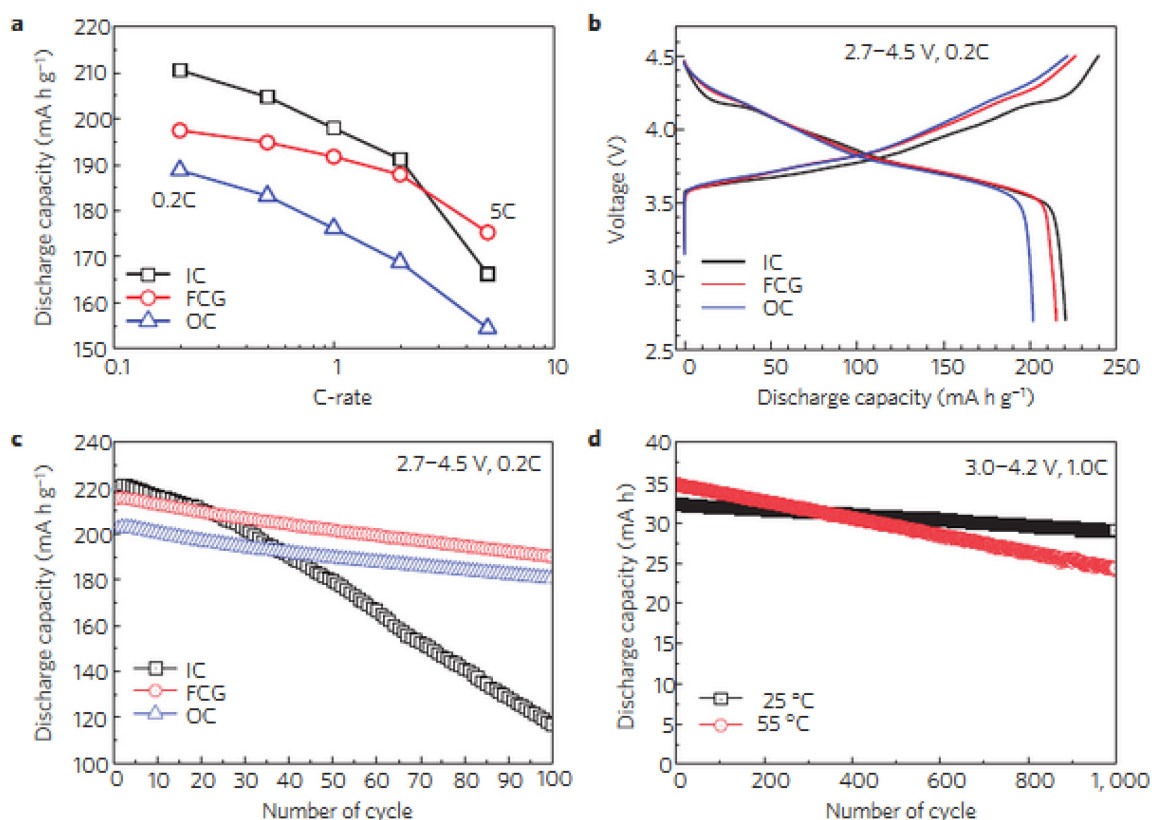 a
Discharge capacity (mA h g⁻¹)
220
210
200
190
180
170
160
150
0.2C
5C
IC
FCG
OC
0.1
1
10
C-rate
b
2.7–4.5 V, 0.2C
Voltage (V)
4.5
4.0
3.5
3.0
2.5
IC
FCG
OC
0
50
100
150
200
250
Discharge capacity (mA h g⁻¹)
c
2.7–4.5 V, 0.2C
Discharge capacity (mA h g⁻¹)
240
220
200
180
160
140
120
100
IC
FCG
OC
0
10
20
30
40
50
60
70
80
90
100
Number of cycle
d
3.0–4.2 V, 1.0C
Discharge capacity (mA h)
40
35
30
25
20
15
10
5
0
25 °C
55 °C
0
200
400
600
800
1,000
Number of cycle